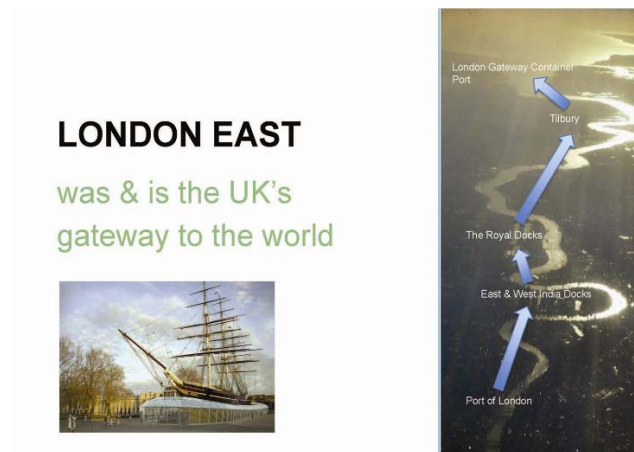 LONDON EAST
was & is the UK's
gateway to the world
London Gateway Container
Port
Tilbury
The Royal Docks
East & West India Docks
Port of London